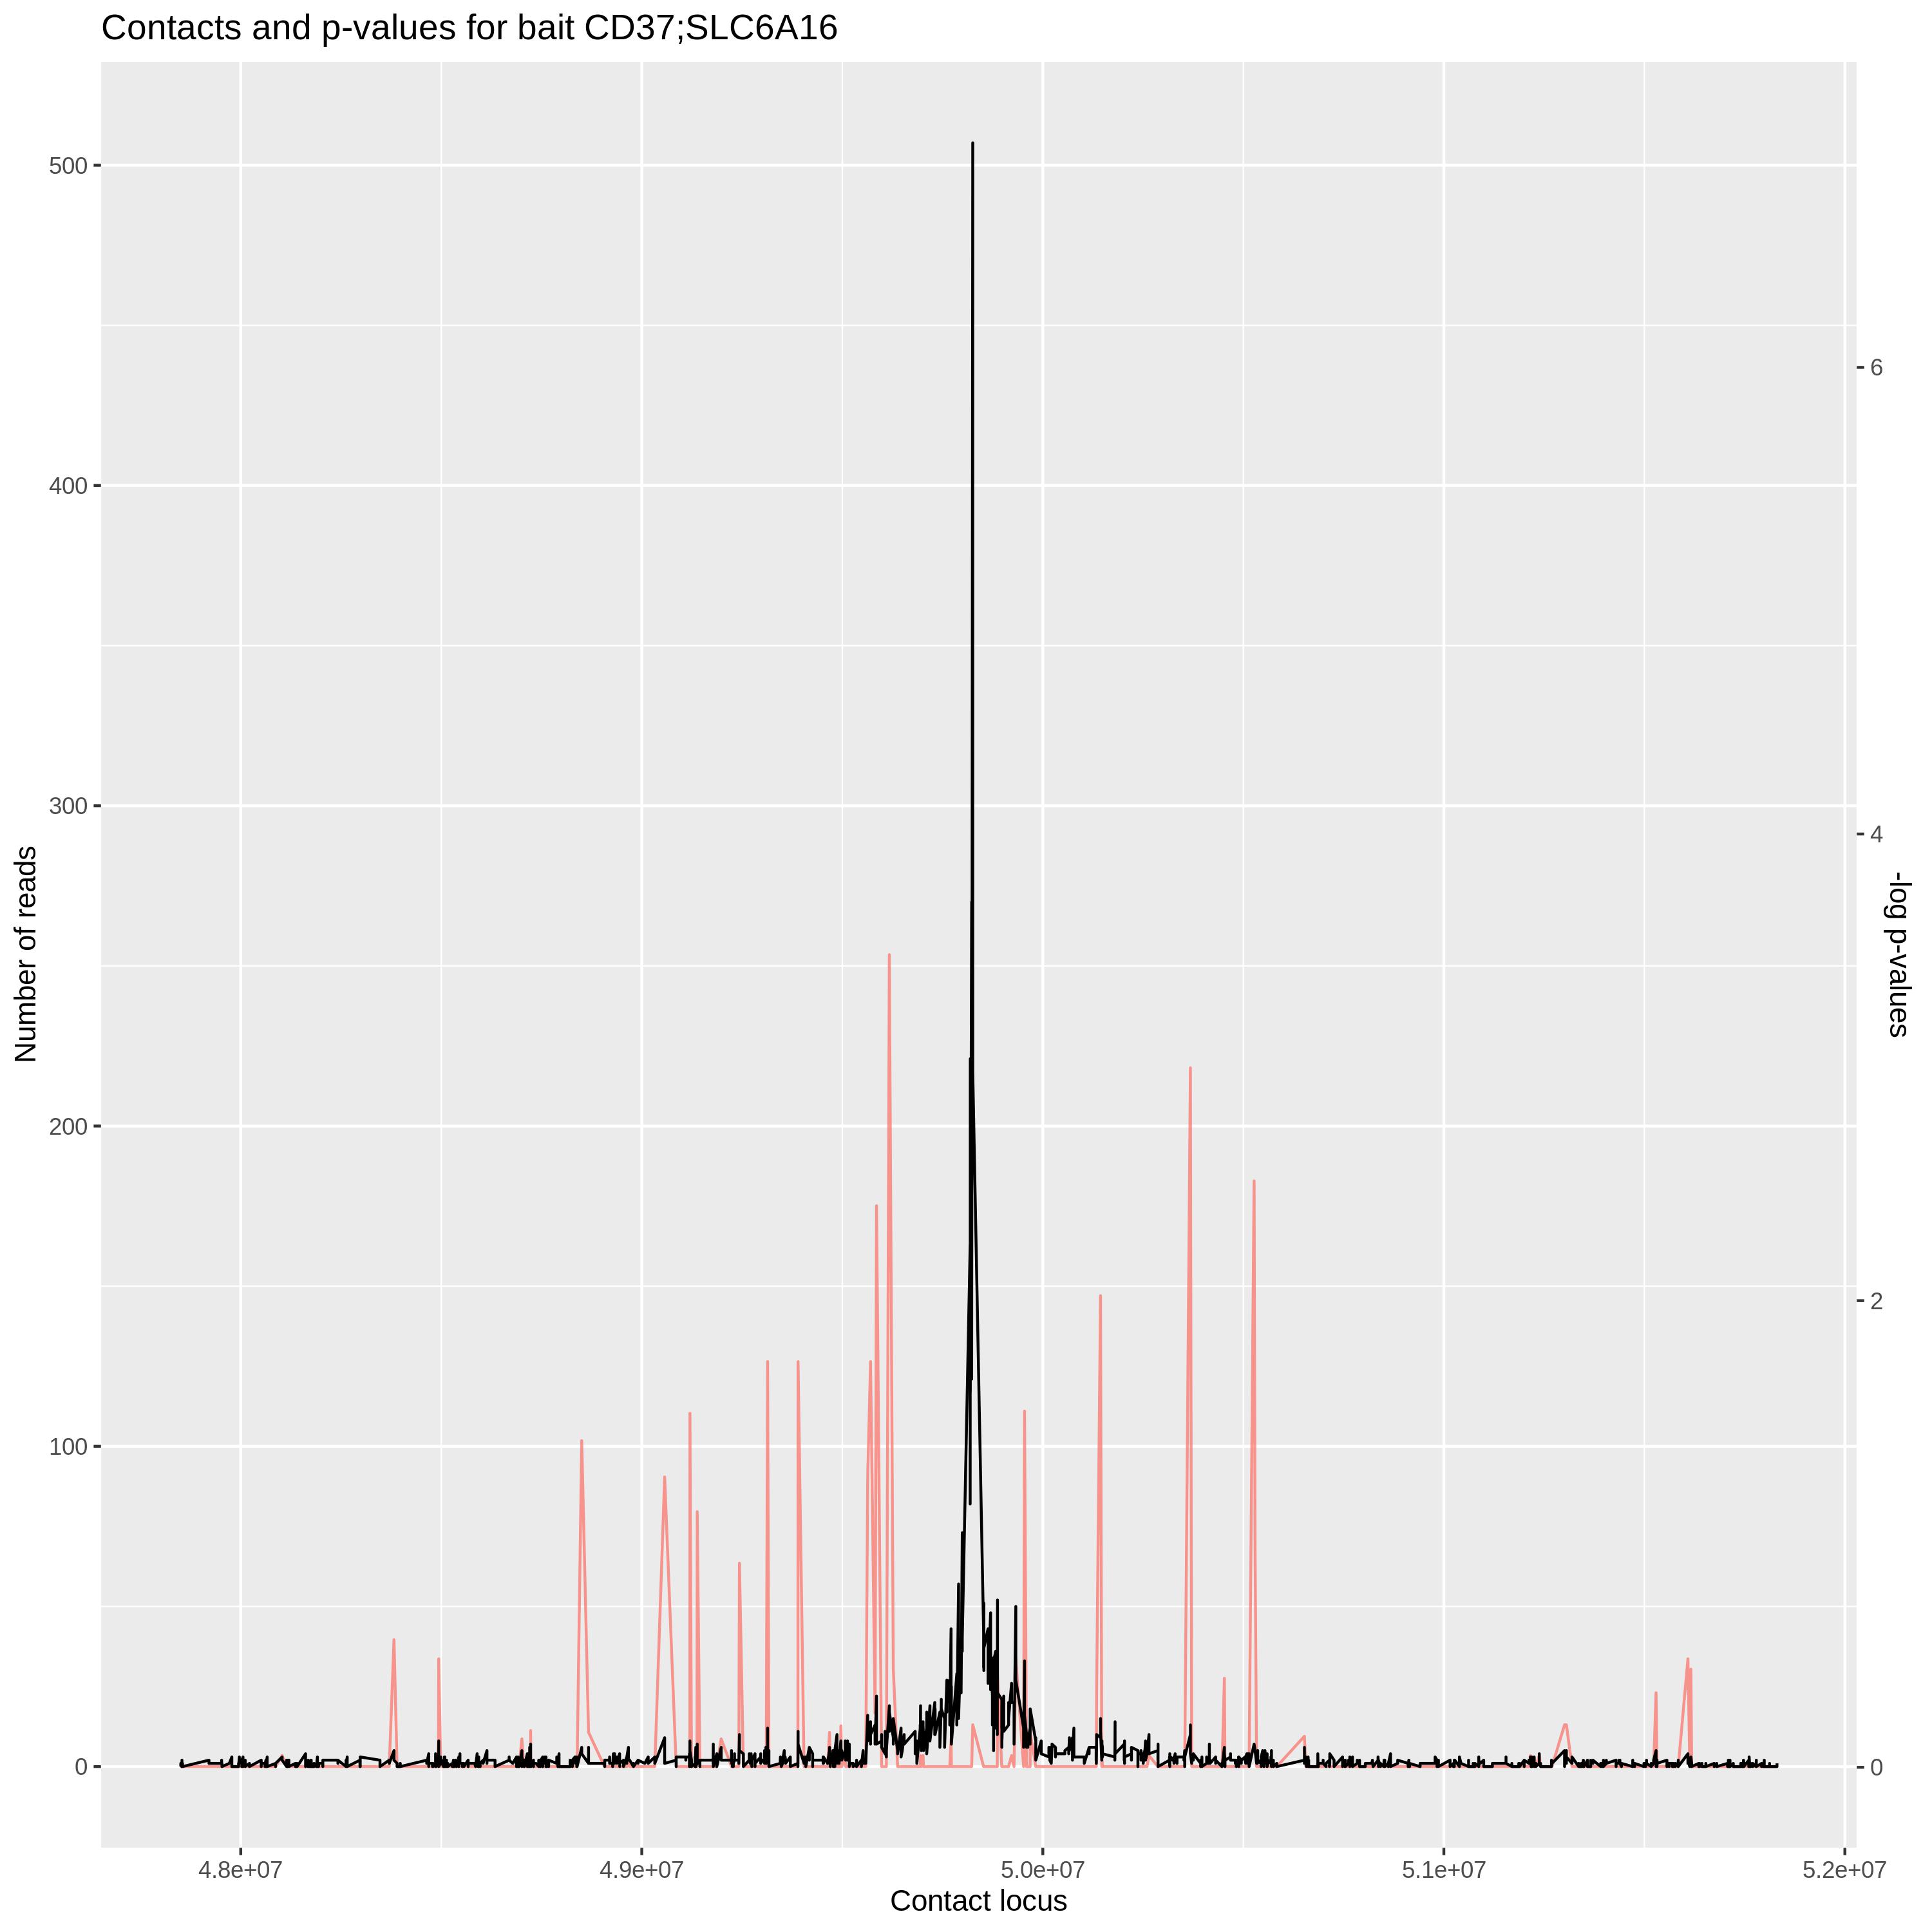 Contacts and p-values for bait CD37;SLC6A16
500
400
300
200
100
0
Number of reads
6
4
2
0
-log p-values
4.8e+07 4.9e+07 5.0e+07 5.1e+07 5.2e+07
Contact locus